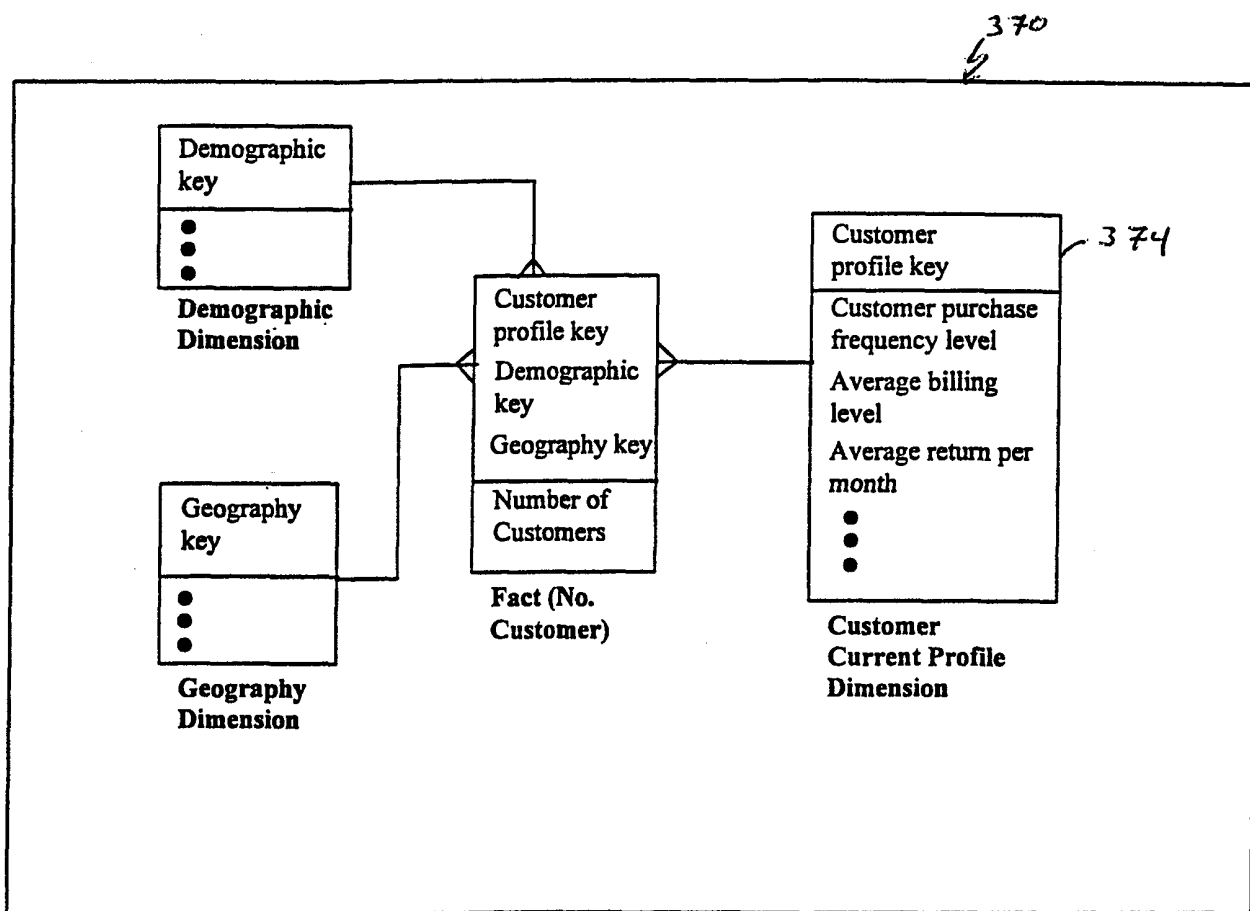 370
Demographic
key
Demographic
Dimension
Geography
key
Geography
Dimension
Customer
profile key
Demographic
key
Geography key
Number of
Customers
Fact (No.
Customer)
Customer
profile key
374
Customer purchase
frequency level
Average billing
level
Average return per
month
Customer
Current Profile
Dimension